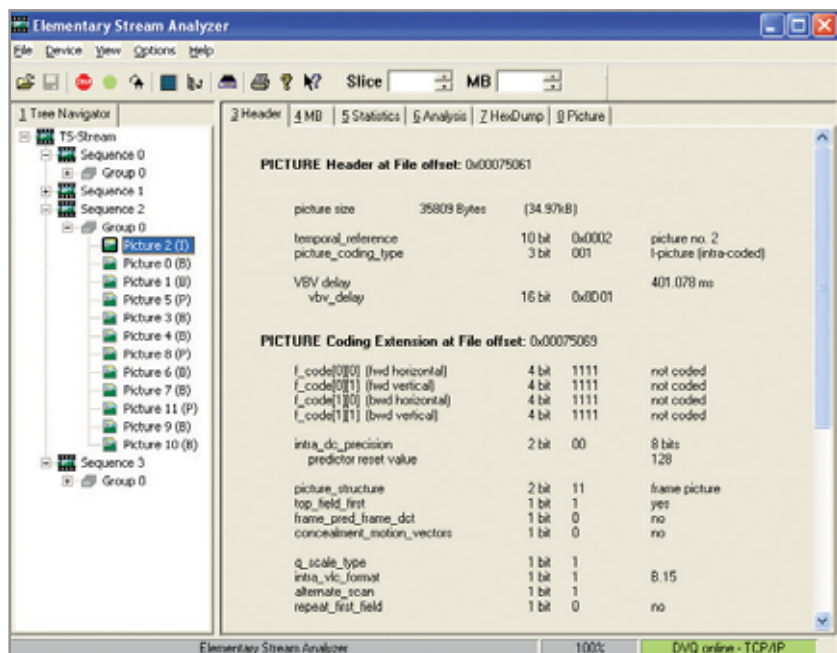 Elementary Stream Analyzer
File Device View Options Help
Slice MB
1 Tree Navigator
3 Header 4 MB 5 Statistics 6 Analysis 7 HexDump 8 Picture
TS-Stream
Sequence 0
Group 0
Sequence 1
Sequence 2
Group 0
Picture 2 (I)
Picture 0 (B)
Picture 1 (B)
Picture 5 (P)
Picture 3 (B)
Picture 4 (B)
Picture 8 (P)
Picture 6 (B)
Picture 7 (B)
Picture 11 (P)
Picture 9 (B)
Picture 10 (B)
Sequence 3
Group 0
PICTURE Header at File offset: 0x00075061
picture size 35809 Bytes (34.97kB)
temporal_reference 10 bit 0x0002 picture no. 2
picture_coding_type 3 bit 001 I-picture (intra-coded)
VBV delay 401.078 ms
vbv_delay 16 bit 0x8D01
PICTURE Coding Extension at File offset: 0x00075069
f_code[0][0] (fwd horizontal) 4 bit 1111 not coded
f_code[0][1] (fwd vertical) 4 bit 1111 not coded
f_code[1][0] (bwd horizontal) 4 bit 1111 not coded
f_code[1][1] (bwd vertical) 4 bit 1111 not coded
intra_dc_precision 2 bit 00 8 bits
predictor reset value 128
picture_structure 2 bit 11 frame picture
top_field_first 1 bit 1 yes
frame_pred_frame_dct 1 bit 0 no
concealment_motion_vectors 1 bit 0 no
q_scale_type 1 bit 1
intra_vlc_format 1 bit 1 B.15
alternate_scan 1 bit 1
repeat_first_field 1 bit 0 no
Elementary Stream Analyzer 100% DVQ online - TCP/IP